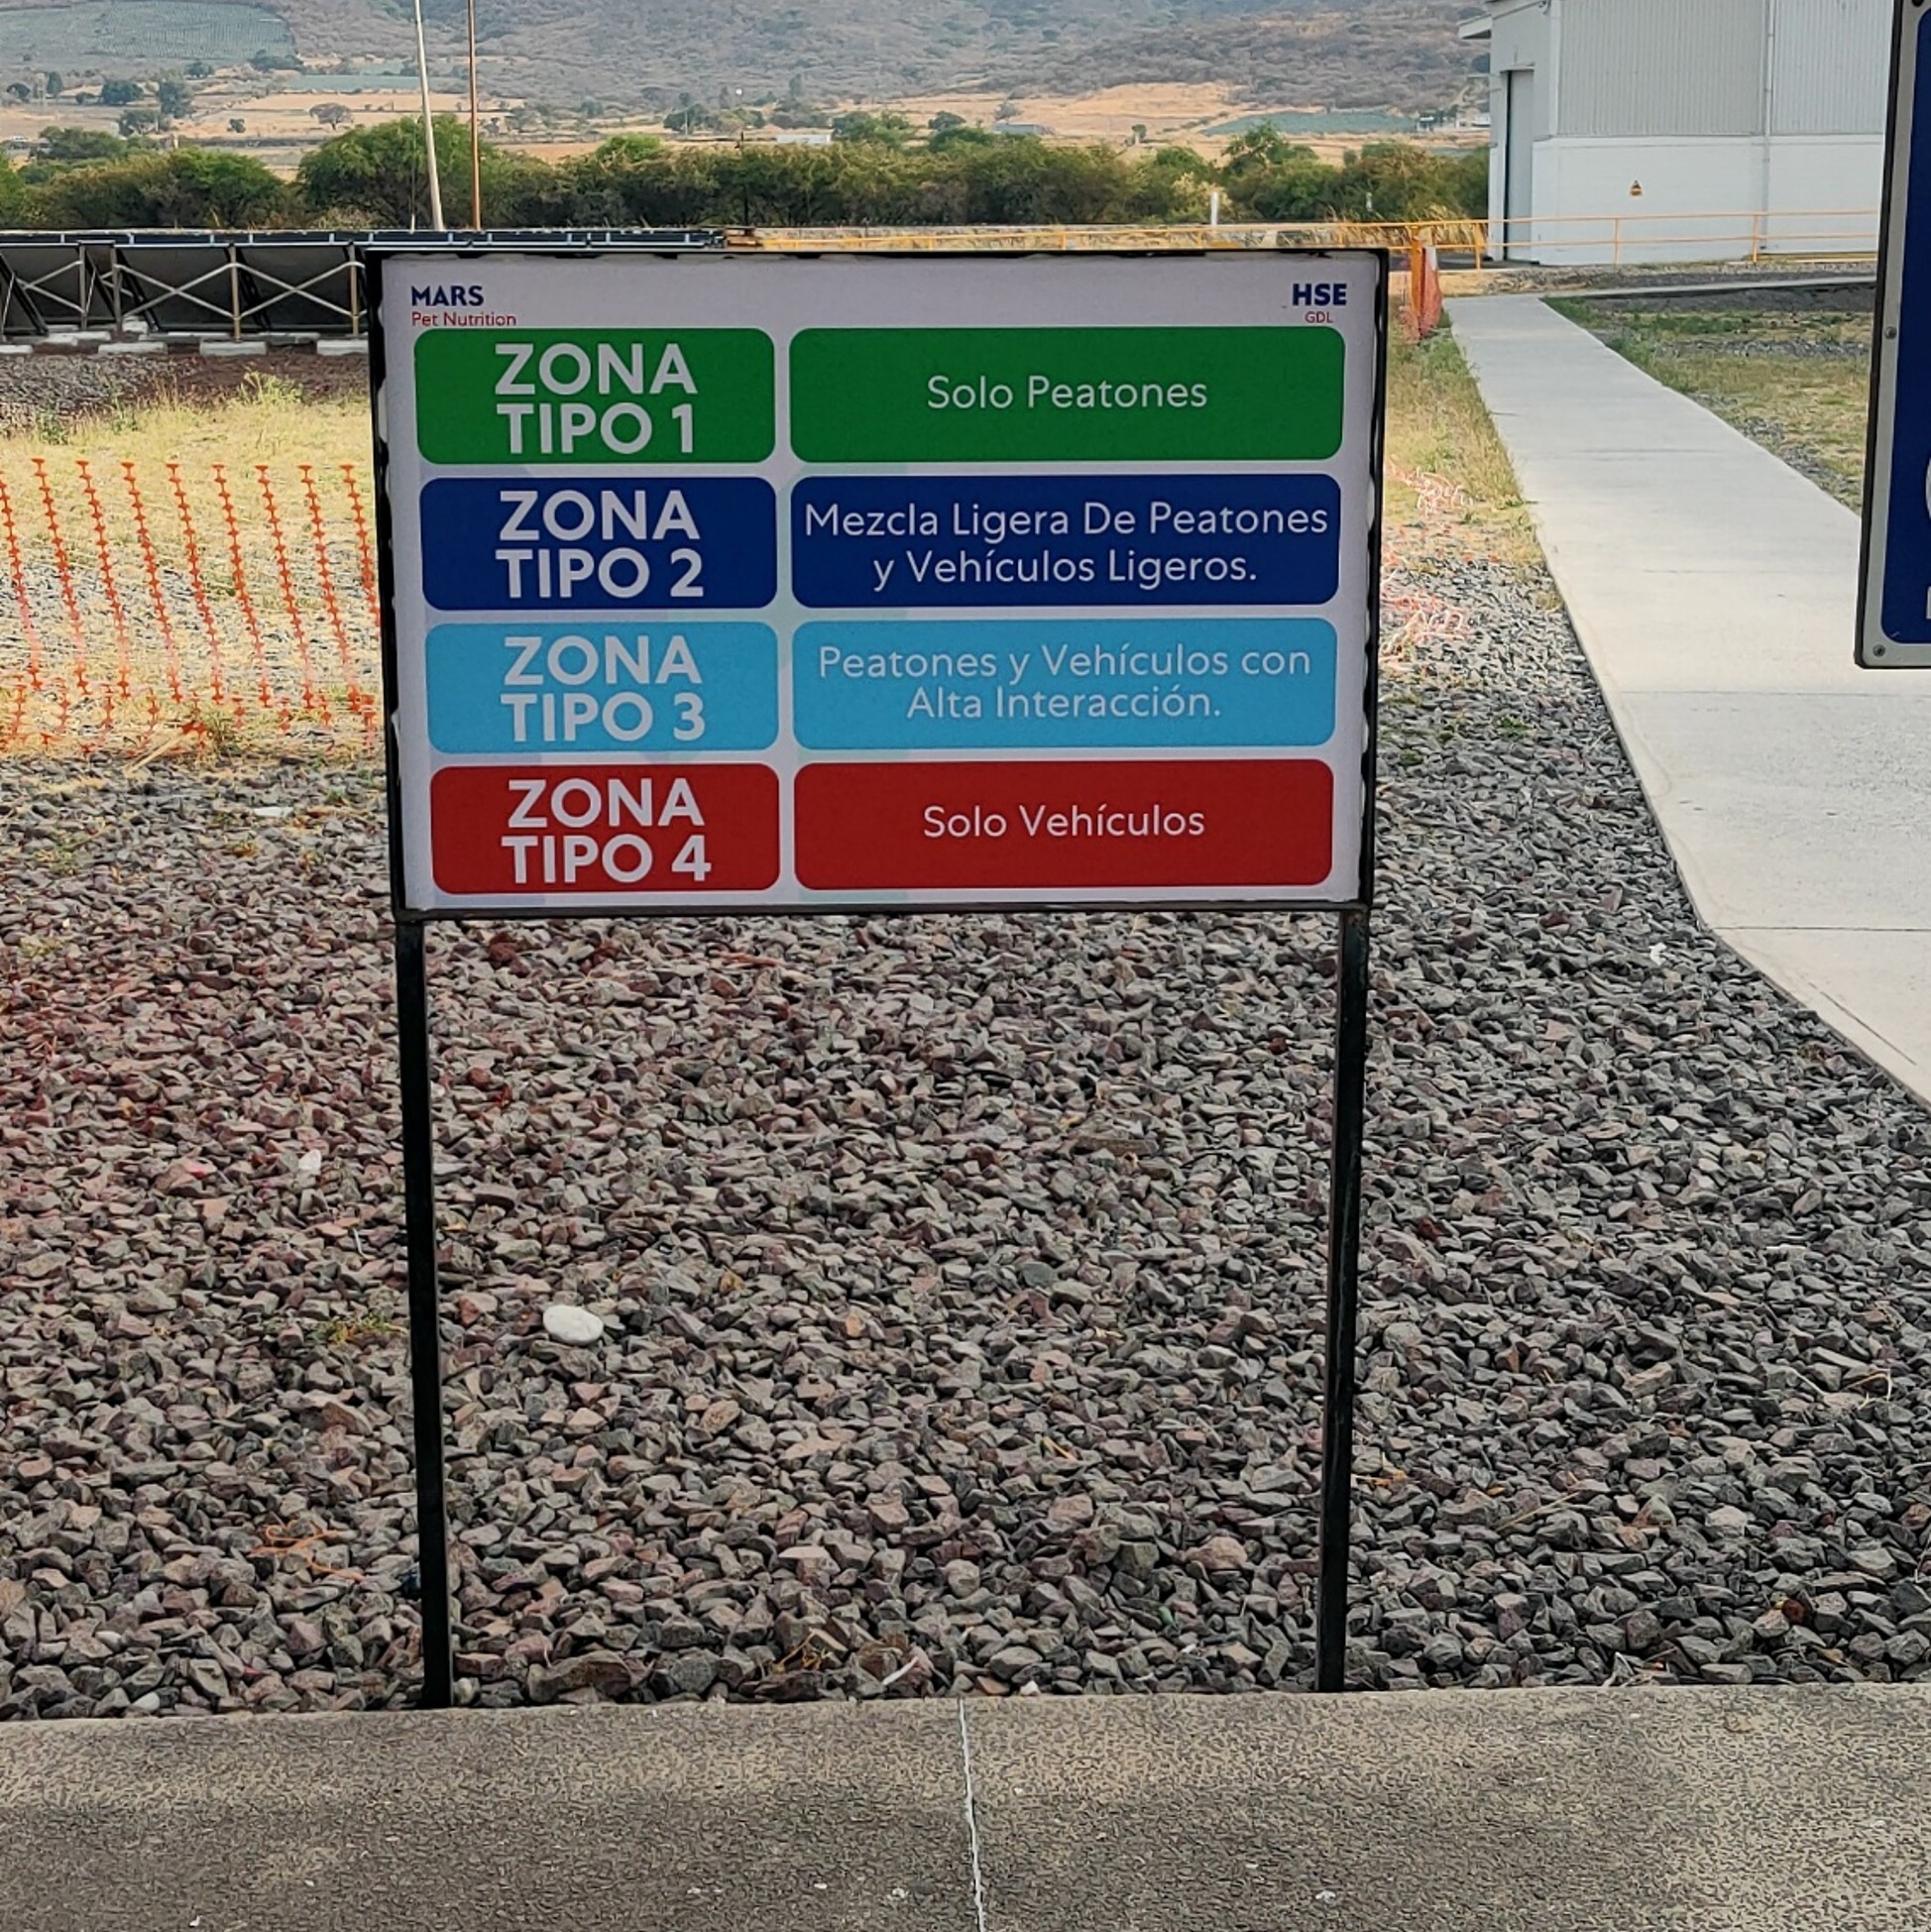 MARS
Pet Nutrition
HSE
GDL
ZONA
TIPO 1
Solo Peatones
ZONA
TIPO 2
Mezcla Ligera De Peatones
y Vehículos Ligeros.
ZONA
TIPO 3
Peatones y Vehículos con
Alta Interacción.
ZONA
TIPO 4
Solo Vehículos